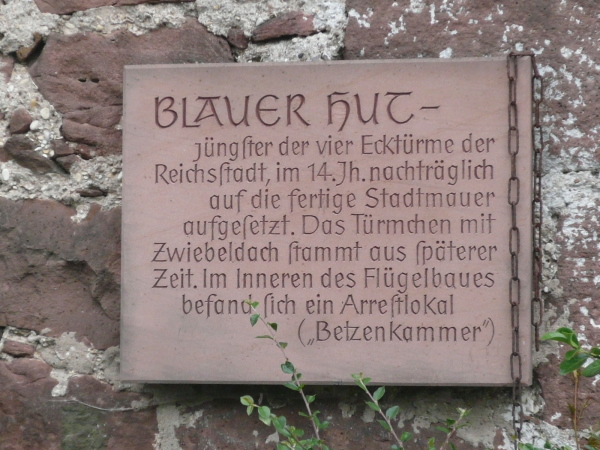 BLAUER HUT-
jüngſter der vier Ecktürme der
Reichsſtadt, im 14. Jh. nachträglich
auf die fertige Stadtmauer
aufgeſetzt. Das Türmchen mit
Zwiebeldach ſtammt aus ſpäterer
Zeit. Im Inneren des Flügelbaues
befand ſich ein Arreſtlokal
(„Betzenkammer")